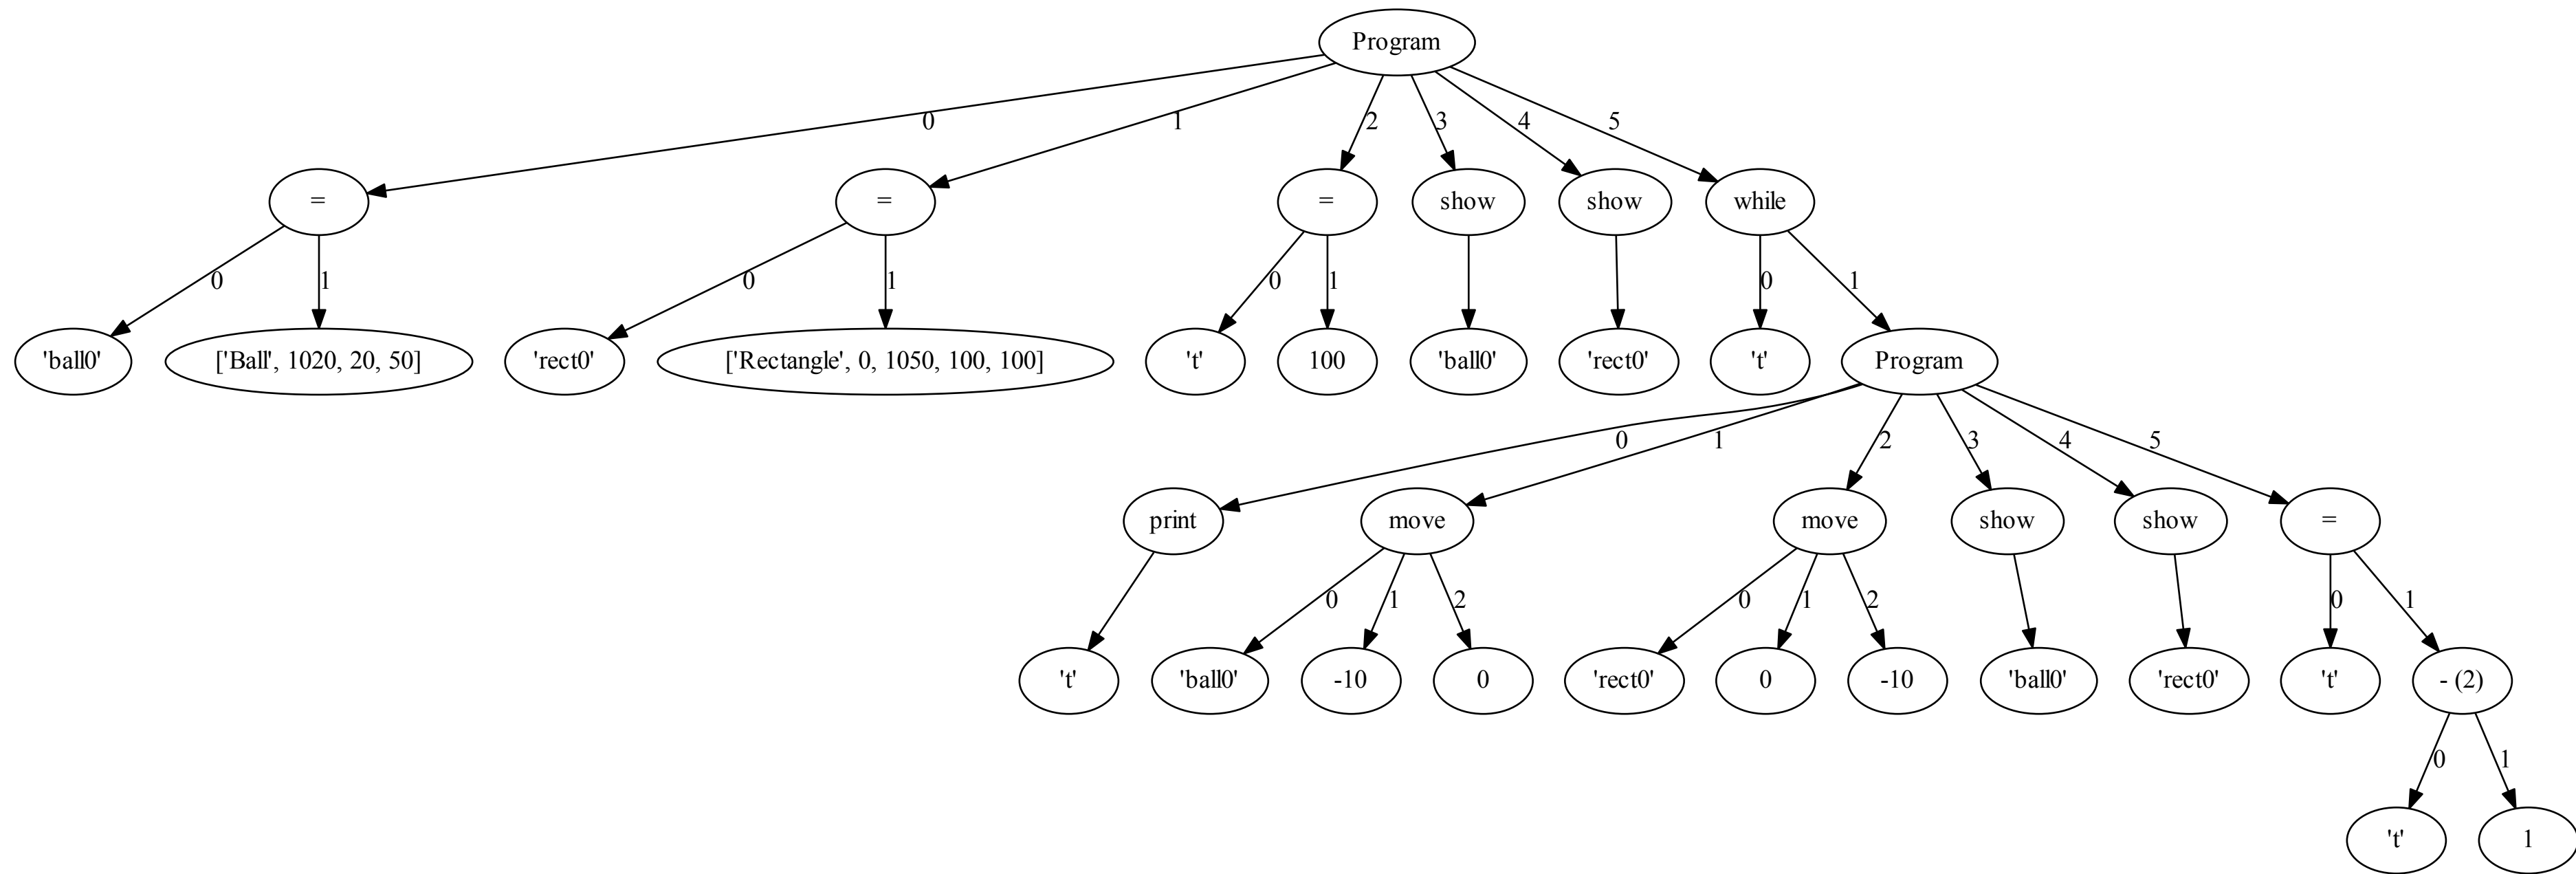 Program
0 1 2 3 4 5
= = = show show while
0 1 0 1 0 1 0 1
'ball0' ['Ball', 1020, 20, 50] 'rect0' ['Rectangle', 0, 1050, 100, 100] 't' 100 'ball0' 'rect0' 't' Program
0 1 2 3 4 5
print move move show show =
0 1 2 0 1 2 0 1
't' 'ball0' -10 0 'rect0' 0 -10 'ball0' 'rect0' 't' - (2)
0 1
't' 1